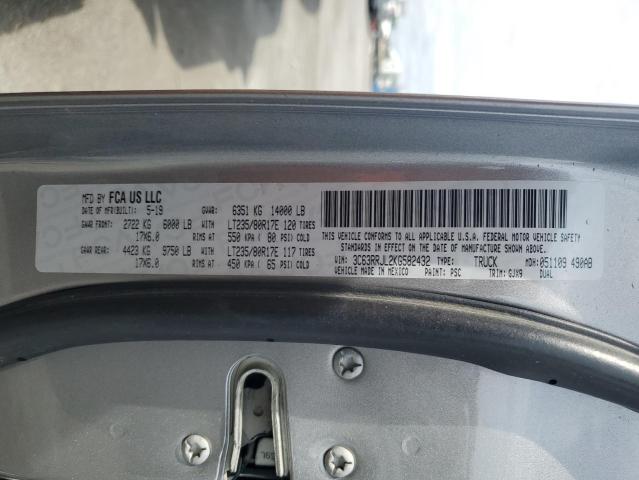 MFD BY FCA US LLC
DATE OF MFR(BUILT): 5-19 GVWR: 6351 KG 14000 LB
GAWR FRONT: 2722 KG 6000 LB WITH LT235/80R17E 120 TIRES
17X6.0 RIMS AT 550 KPA ( 80 PSI) COLD
GAWR REAR: 4423 KG 9750 LB WITH LT235/80R17E 117 TIRES
17X6.0 RIMS AT 450 KPA ( 65 PSI) COLD
THIS VEHICLE CONFORMS TO ALL APPLICABLE U.S.A. FEDERAL MOTOR VEHICLE SAFETY
STANDARDS IN EFFECT ON THE DATE OF MANUFACTURE SHOWN ABOVE.
VIN: 3C63RRJL2KG582432 TYPE: TRUCK MDH:051109 490AB
VEHICLE MADE IN MEXICO PAINT: PSC TRIM: GJX9 DUAL